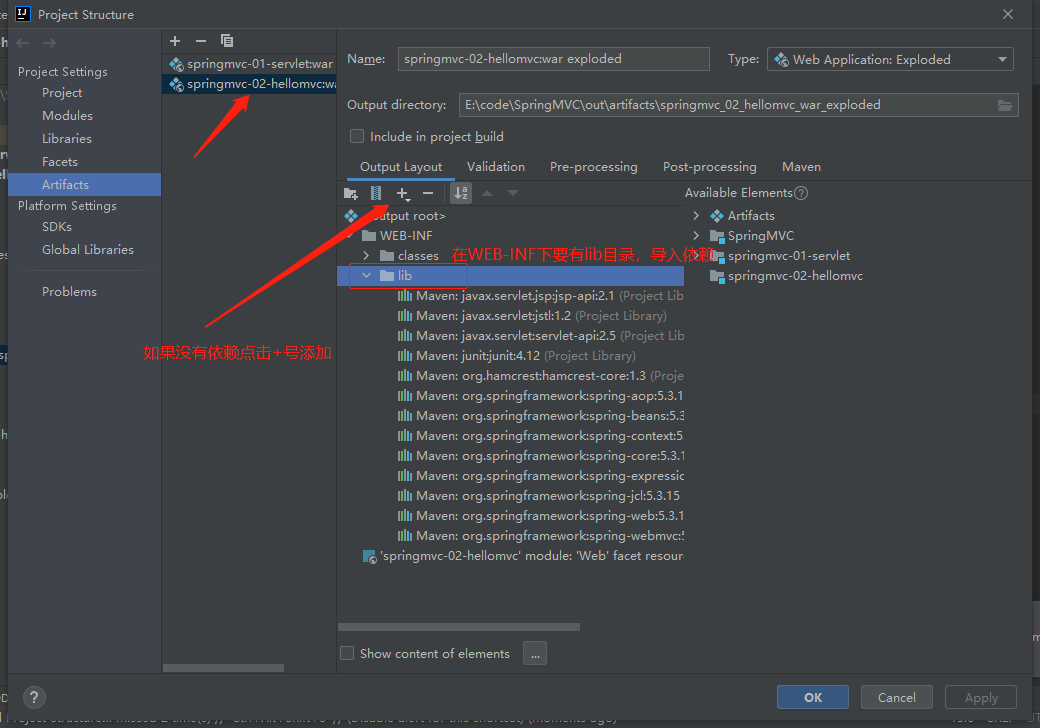 Project Structure
Project Settings
Project
Modules
Libraries
Facets
Artifacts
Platform Settings
SDKs
Global Libraries
Problems
springmvc-01-servlet:war
springmvc-02-hellomvc:wa
Name: springmvc-02-hellomvc:war exploded Type: Web Application: Exploded
Output directory: E:\code\SpringMVC\out\artifacts\springmvc_02_hellomvc_war_exploded
Include in project build
Output Layout Validation Pre-processing Post-processing Maven
Available Elements
output root>
WEB-INF
classes
lib
在WEB-INF下要有lib目录，导入依赖
如果没有依赖点击+号添加
Maven: javax.servlet.jsp:jsp-api:2.1 (Project Lib
Maven: javax.servlet:jstl:1.2 (Project Library)
Maven: javax.servlet:servlet-api:2.5 (Project Lib
Maven: junit:junit:4.12 (Project Library)
Maven: org.hamcrest:hamcrest-core:1.3 (Proje
Maven: org.springframework:spring-aop:5.3.1
Maven: org.springframework:spring-beans:5.3
Maven: org.springframework:spring-context:5
Maven: org.springframework:spring-core:5.3.1
Maven: org.springframework:spring-expressic
Maven: org.springframework:spring-jcl:5.3.15
Maven: org.springframework:spring-web:5.3.1
Maven: org.springframework:spring-webmvc:5
'springmvc-02-hellomvc' module: 'Web' facet resour
Artifacts
SpringMVC
springmvc-01-servlet
springmvc-02-hellomvc
Show content of elements ...
? OK Cancel Apply